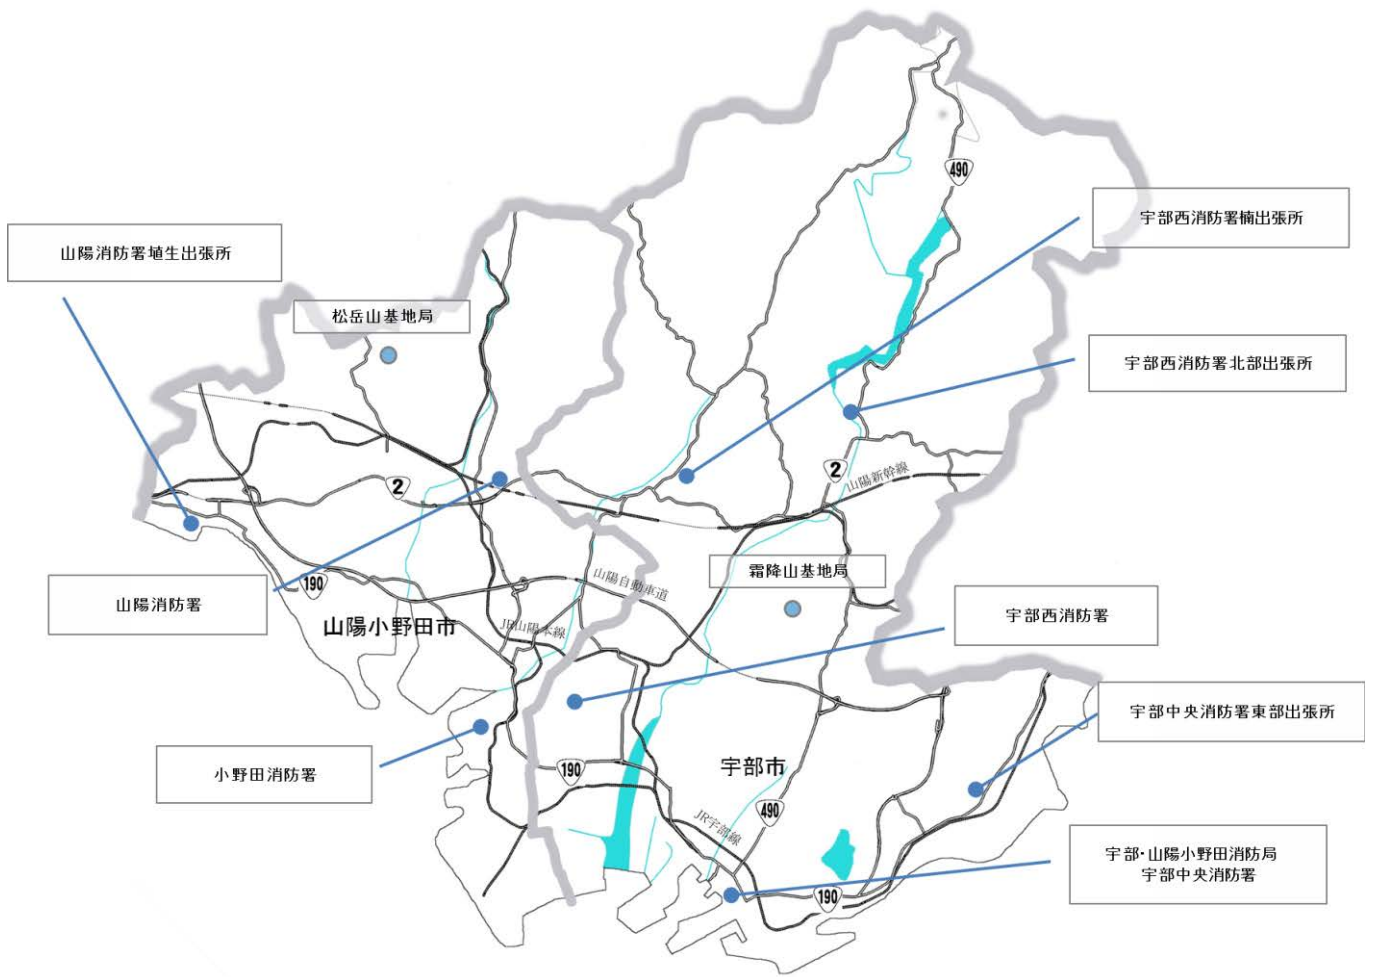 490
宇部西消防署楠出張所
山陽消防署埴生出張所
松岳山基地局
宇部西消防署北部出張所
2
山陽新幹線
2
霜降山基地局
山陽自動車道
190
山陽消防署
宇部西消防署
山陽小野田市
JR山陽本線
宇部中央消防署東部出張所
小野田消防署
190
宇部市
490
JR宇部線
宇部・山陽小野田消防局
宇部中央消防署
190